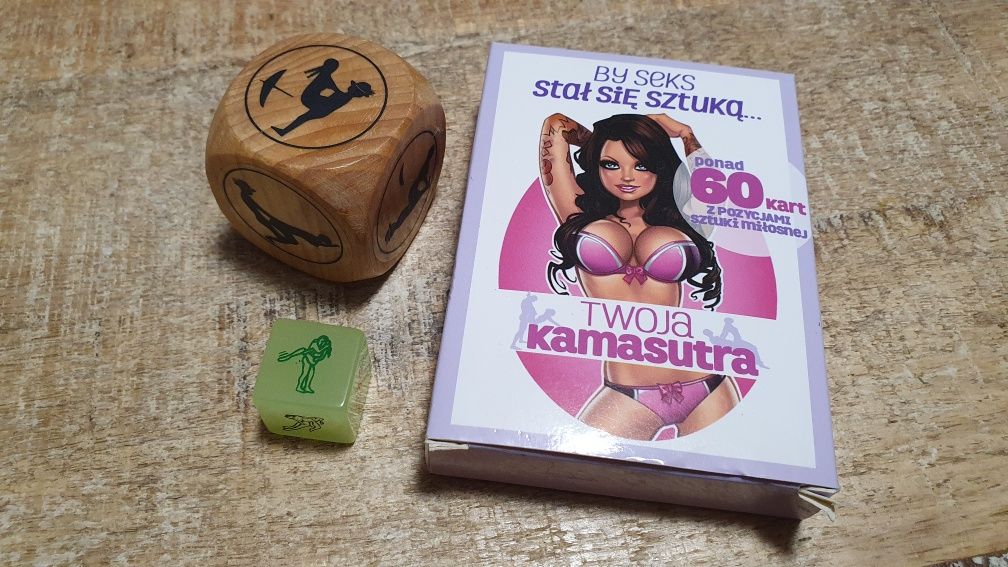 By seks
stał się sztuką...
ponad
60 kart
z pozycjami
sztuki miłosnej
Twoja
kamasutra